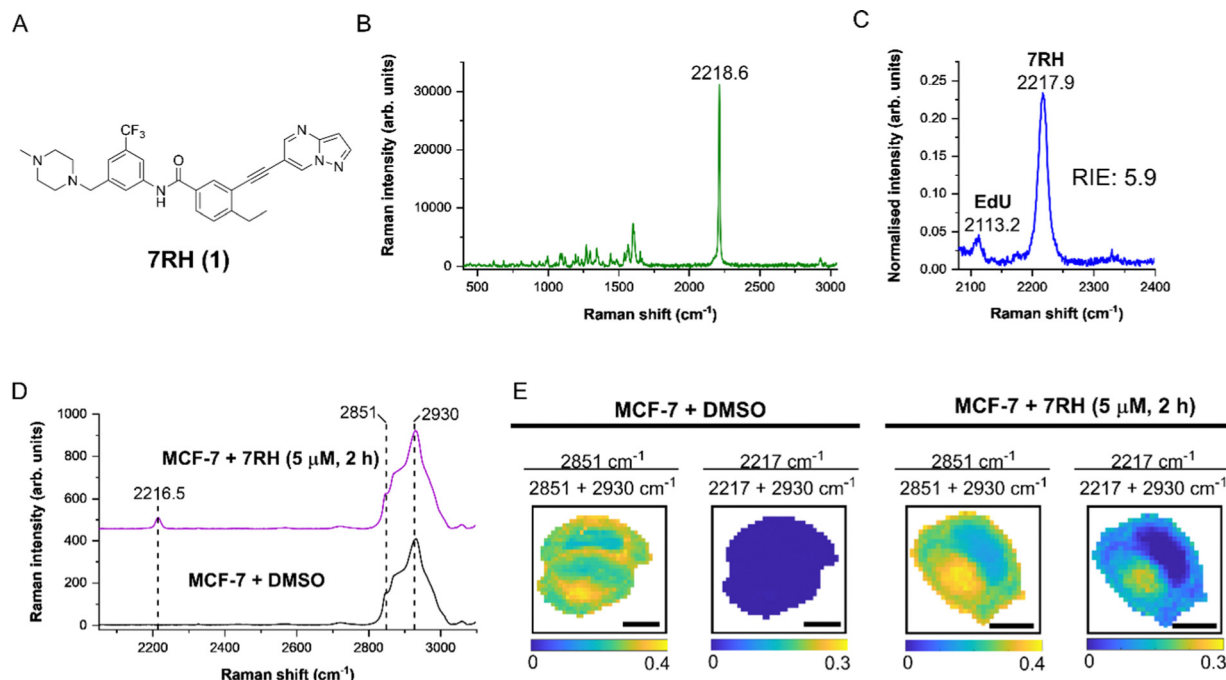 A
CF₃
N
O
N
N
N
H
N
N
N
7RH (1)
B
Raman intensity (arb. units)
30000
20000
10000
0
2218.6
500
1000
1500
2000
2500
3000
Raman shift (cm⁻¹)
C
Normalised intensity (arb. units)
0.25
0.20
0.15
0.10
0.05
0.00
7RH
2217.9
RIE: 5.9
EdU
2113.2
2100
2200
2300
2400
Raman shift (cm⁻¹)
D
Raman intensity (arb. units)
1000
800
600
400
200
0
2851
2930
MCF-7 + 7RH (5 μM, 2 h)
2216.5
MCF-7 + DMSO
2200
2400
2600
2800
3000
Raman shift (cm⁻¹)
E
MCF-7 + DMSO
2851 cm⁻¹
2851 + 2930 cm⁻¹
0
0.4
2217 cm⁻¹
2217 + 2930 cm⁻¹
0
0.3
MCF-7 + 7RH (5 μM, 2 h)
2851 cm⁻¹
2851 + 2930 cm⁻¹
0
0.4
2217 cm⁻¹
2217 + 2930 cm⁻¹
0
0.3